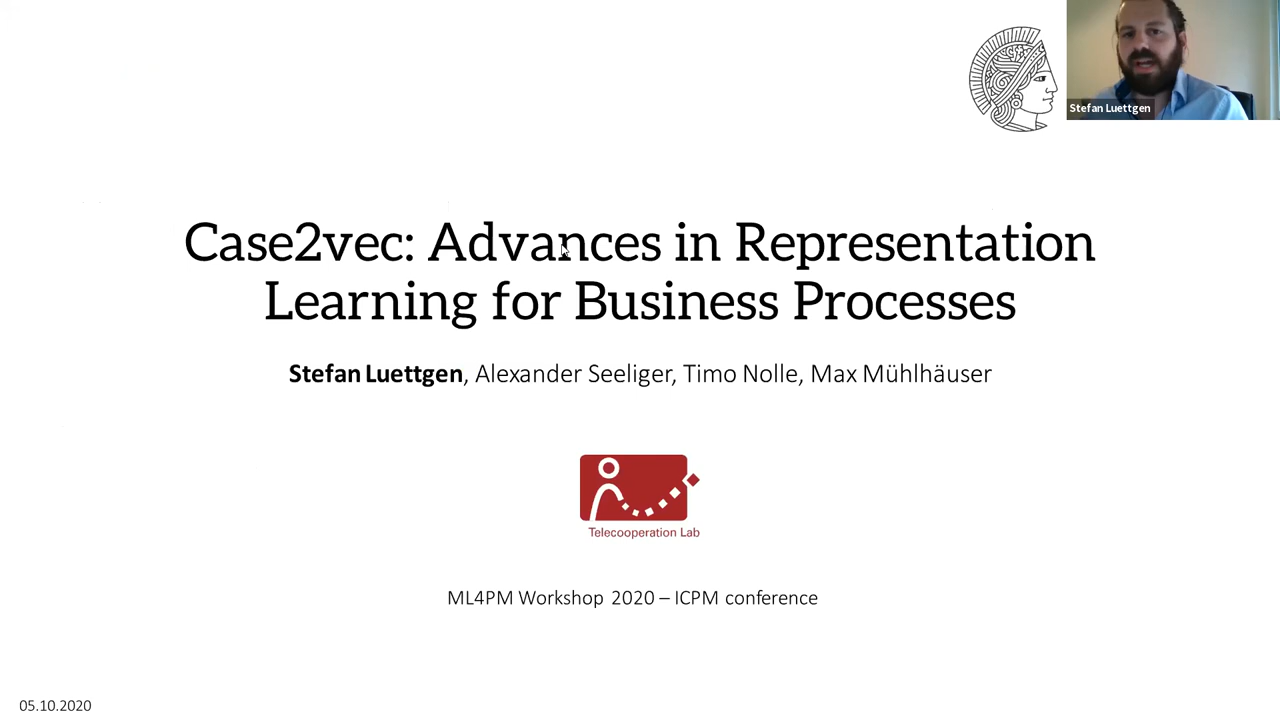 Stefan Luettgen
Case2vec: Advances in Representation
Learning for Business Processes
Stefan Luettgen, Alexander Seeliger, Timo Nolle, Max Mühlhäuser
Telecooperation Lab
ML4PM Workshop 2020 – ICPM conference
05.10.2020